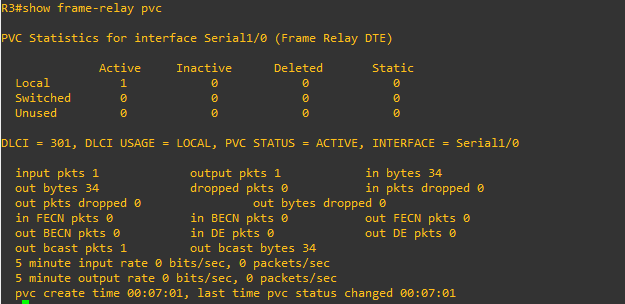 R3#show frame-relay pvc
PVC Statistics for interface Serial1/0 (Frame Relay DTE)
Active Inactive Deleted Static
Local 1 0 0 0
Switched 0 0 0 0
Unused 0 0 0 0
DLCI = 301, DLCI USAGE = LOCAL, PVC STATUS = ACTIVE, INTERFACE = Serial1/0
input pkts 1 output pkts 1 in bytes 34
out bytes 34 dropped pkts 0 in pkts dropped 0
out pkts dropped 0 out bytes dropped 0
in FECN pkts 0 in BECN pkts 0 out FECN pkts 0
out BECN pkts 0 in DE pkts 0 out DE pkts 0
out bcast pkts 1 out bcast bytes 34
5 minute input rate 0 bits/sec, 0 packets/sec
5 minute output rate 0 bits/sec, 0 packets/sec
pvc create time 00:07:01, last time pvc status changed 00:07:01